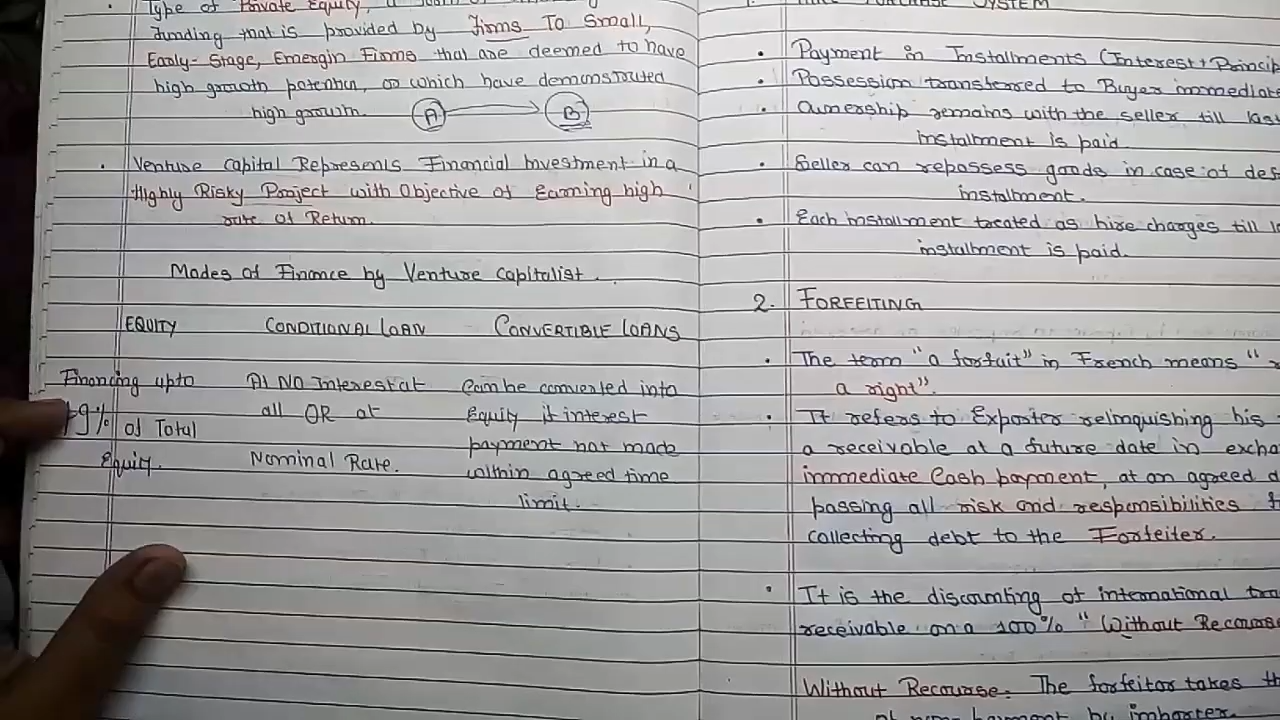 Type of Private Equity, a
funding that is provided by Firms To Small,
Early-Stage, Emergin Firms that are deemed to have
high growth potential, or which have demonstrated
high growth.
A B
Venture capital Represents Financial Investment in a
Highly Risky Project with Objective of Earning high
rate of Return.
Modes of Finance by Venture Capitalist.
EQUITY CONDITIONAL LOAN CONVERTIBLE LOANS
Financing upto At NO Interest at Can be converted into
49% of Total all OR at Equity if interest
Equity. Nominal Rate. payment not made
within agreed time
limit.
SYSTEM
• Payment in Installments (Interest + Princip
• Possession transferred to Buyer immediate
• Ownership remains with the seller till last
installment is paid
• Seller can repossess goods in case of def
installment.
• Each installment treated as hire charges till l
installment is paid.
2. FOREEITING
• The term "a forfuit" in French means "
a right".
• It refers to Exporter relinquishing his
a receivable at a future date in excha
immediate Cash payment, at an agreed d
passing all risk and responsibilities f
collecting debt to the Forfeiter.
• It is the discounting of international tra
receivable on a 100% "Without Recourse
Without Recourse: The forfeitor takes th
payment by importer.